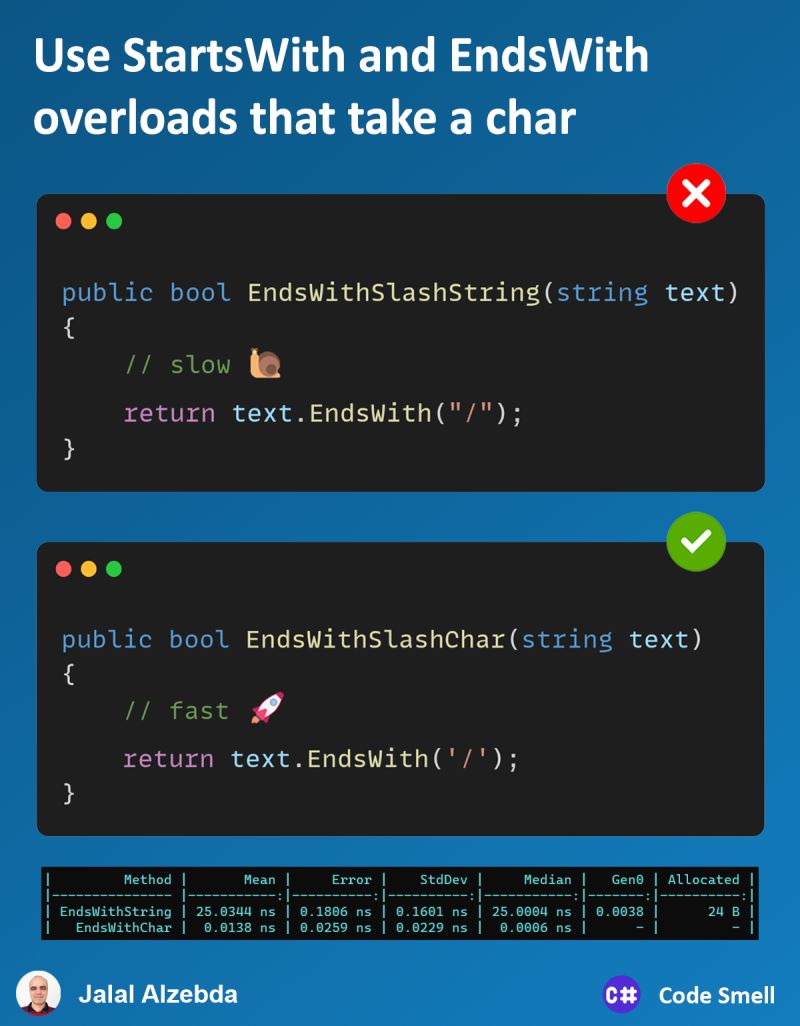 Use StartsWith and EndsWith
overloads that take a char
public bool EndsWithSlashString(string text)
{
// slow 🐌
return text.EndsWith("/");
}
public bool EndsWithSlashChar(string text)
{
// fast 🚀
return text.EndsWith('/');
}
| Method | Mean | Error | StdDev | Median | Gen0 | Allocated |
|--------------- |-----------:|----------:|----------:|-----------:|-------:|----------:|
| EndsWithString | 25.0344 ns | 0.1806 ns | 0.1601 ns | 25.0004 ns | 0.0038 | 24 B |
| EndsWithChar | 0.0138 ns | 0.0259 ns | 0.0229 ns | 0.0006 ns | - | - |
Jalal Alzebda
C# Code Smell